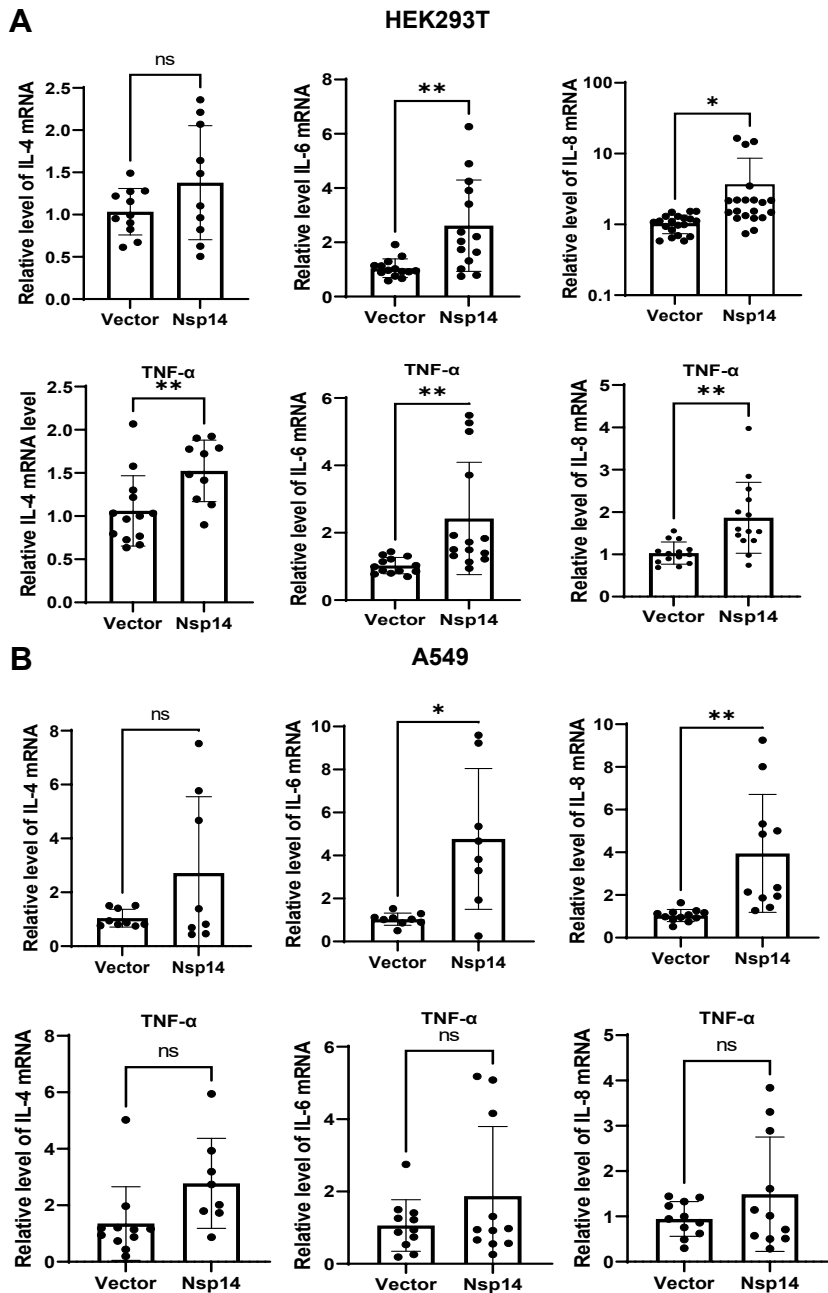 A
HEK293T
Relative level of IL-4 mRNA
2.5
2.0
1.5
1.0
0.5
0.0
ns
Vector
Nsp14
Relative level IL-6 mRNA
8
6
4
2
0
**
Vector
Nsp14
Relative level of IL-8 mRNA
100
10
1
0.1
*
Vector
Nsp14
Relative IL-4 mRNA level
2.5
2.0
1.5
1.0
0.5
0.0
TNF-α
**
Vector
Nsp14
Relative level of IL-6 mRNA
6
4
2
0
TNF-α
**
Vector
Nsp14
Relative level of IL-8 mRNA
5
4
3
2
1
0
TNF-α
**
Vector
Nsp14
B
A549
Relative level of IL-4 mRNA
8
6
4
2
0
ns
Vector
Nsp14
Relative level of IL-6 mRNA
10
8
6
4
2
0
*
Vector
Nsp14
Relative level of IL-8 mRNA
10
8
6
4
2
0
**
Vector
Nsp14
Relative level of IL-4 mRNA
8
6
4
2
0
TNF-α
ns
Vector
Nsp14
Relative level of IL-6 mRNA
6
4
2
0
TNF-α
ns
Vector
Nsp14
Relative level of IL-8 mRNA
5
4
3
2
1
0
TNF-α
ns
Vector
Nsp14